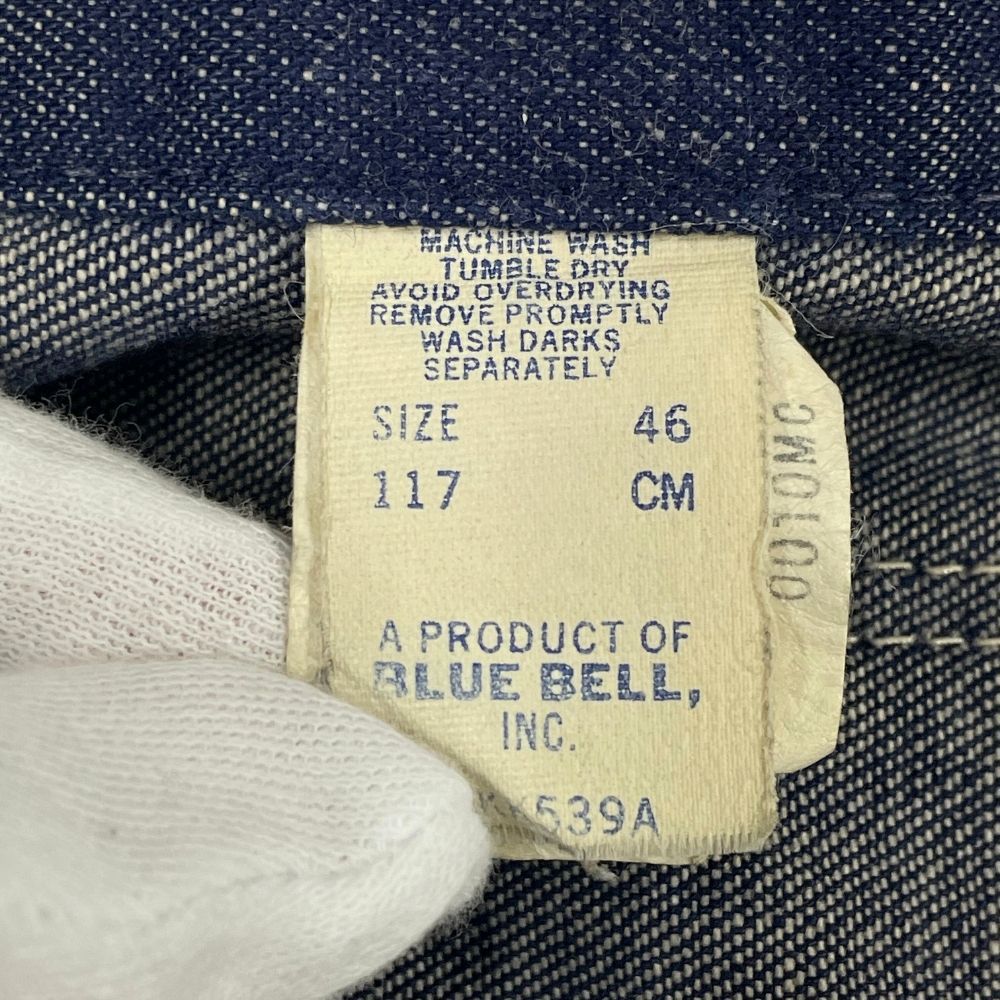 MACHINE WASH
TUMBLE DRY
AVOID OVERDRYING
REMOVE PROMPTLY
WASH DARKS
SEPARATELY
SIZE 46
117 CM
A PRODUCT OF
BLUE BELL,
INC.
539A
0010MC